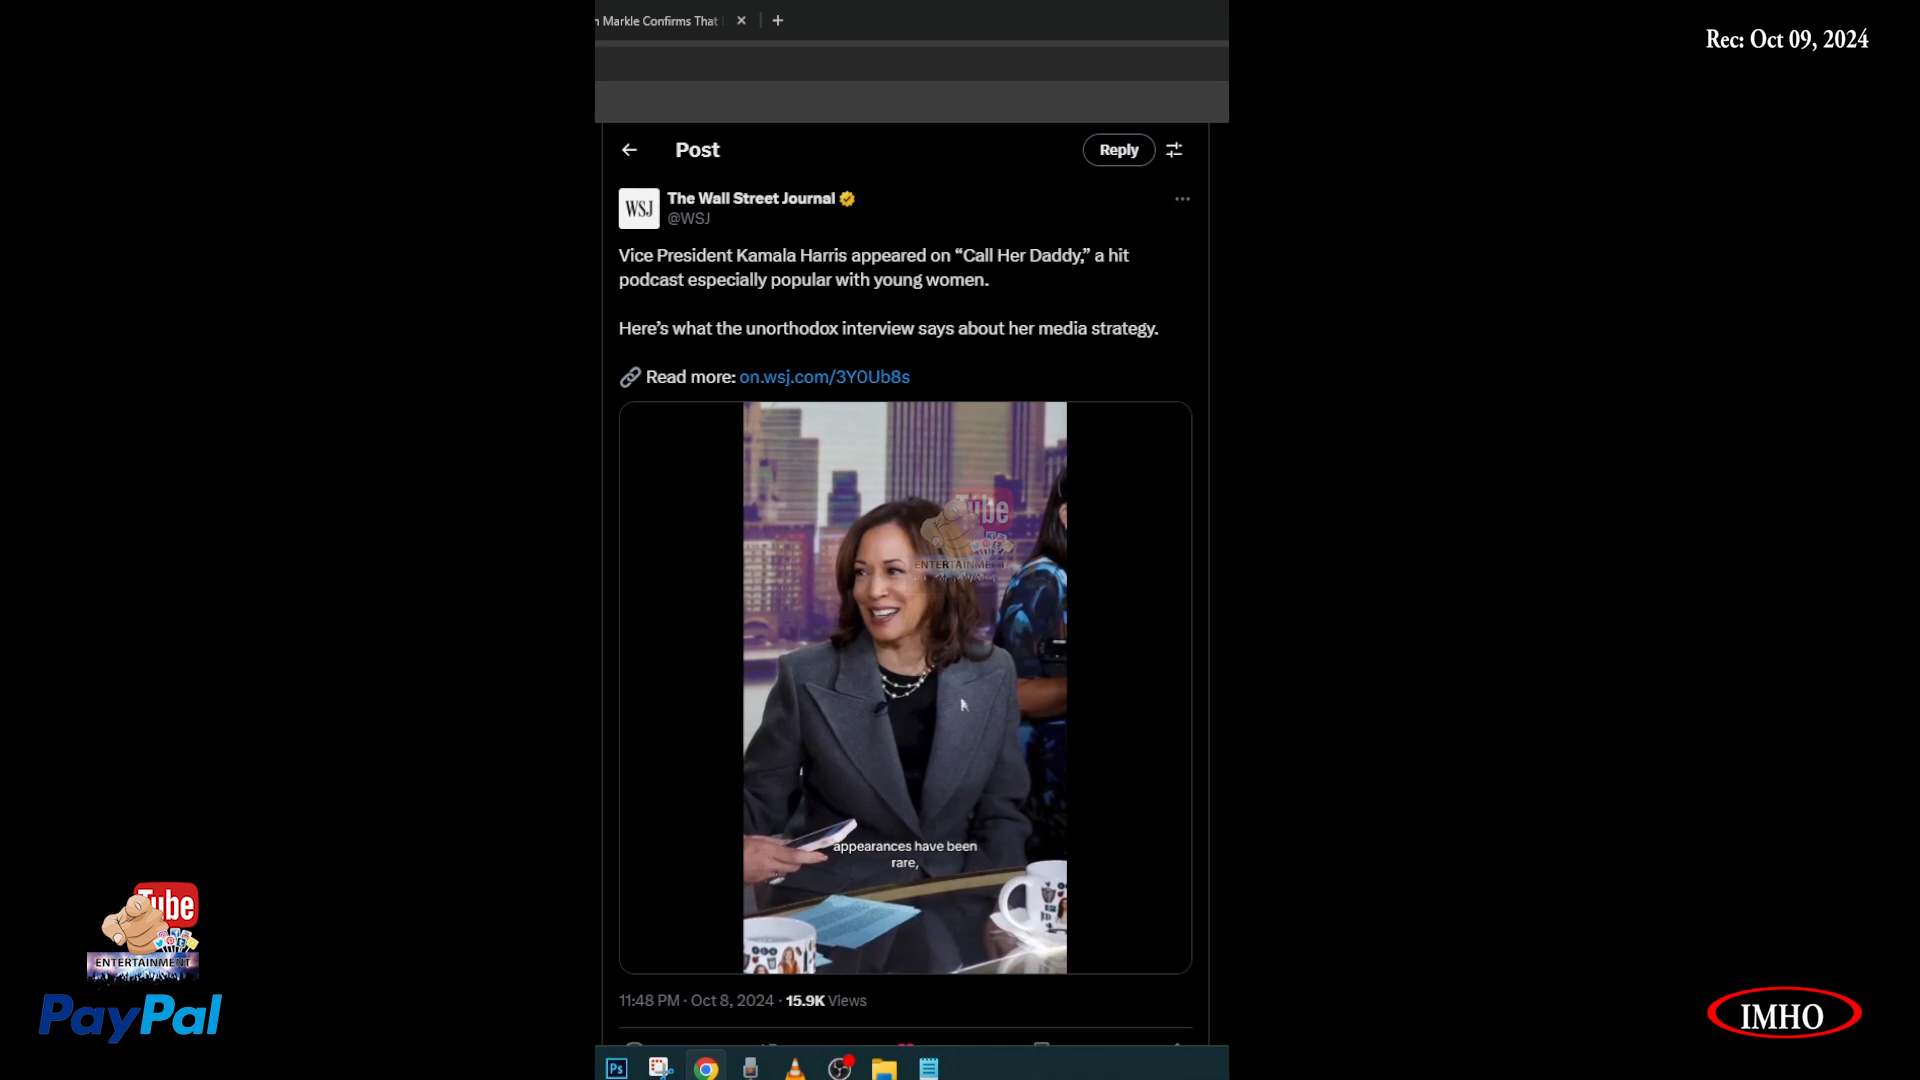 n Markle Confirms That
Rec: Oct 09, 2024
Post
Reply
WSJ
The Wall Street Journal
@WSJ
Vice President Kamala Harris appeared on “Call Her Daddy,” a hit
podcast especially popular with young women.
Here’s what the unorthodox interview says about her media strategy.
Read more: on.wsj.com/3Y0Ub8s
Tube
ENTERTAINMENT
appearances have been
rare,
11:48 PM · Oct 8, 2024 · 15.9K Views
Tube
ENTERTAINMENT
PayPal
IMHO
Ps